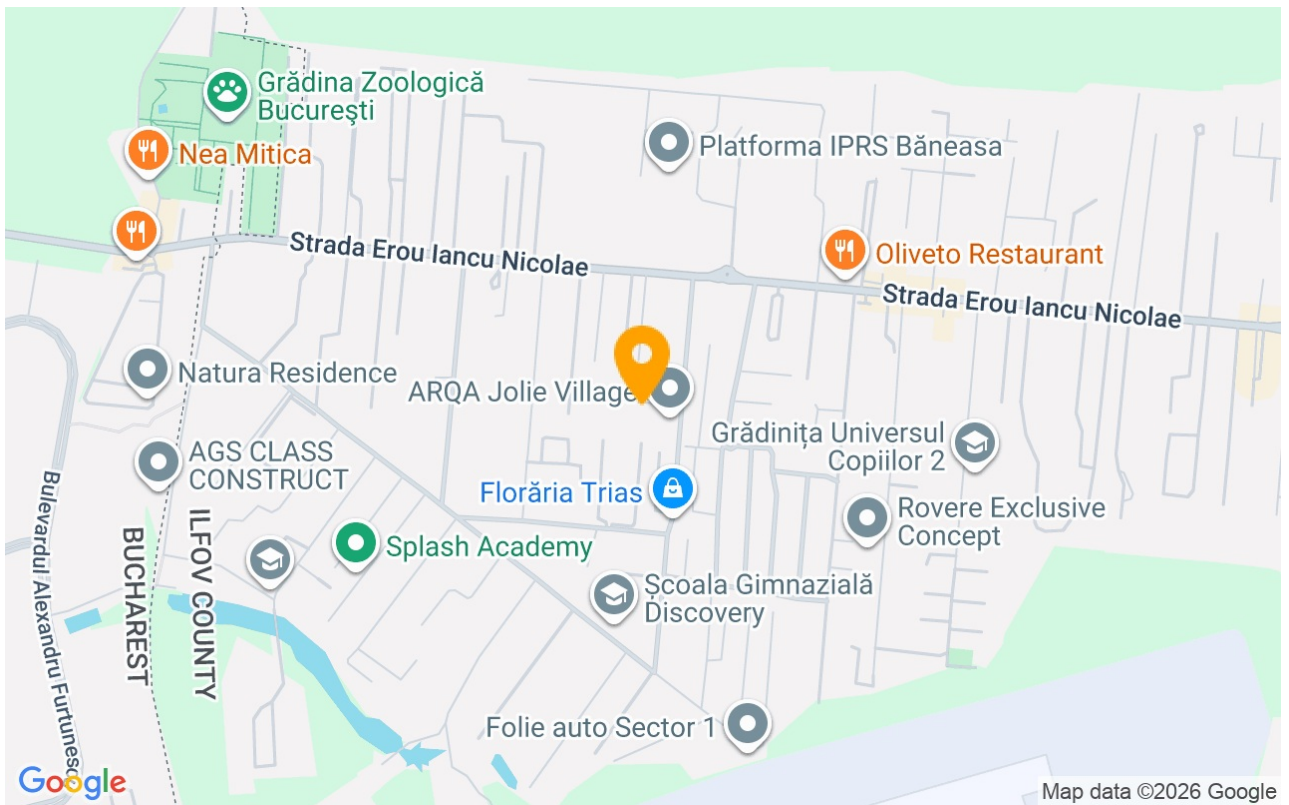 Grădina Zoologică
Bucureşti
Nea Mitica
Platforma IPRS Băneasa
Strada Erou Iancu Nicolae
Oliveto Restaurant
Strada Erou Iancu Nicolae
Natura Residence
ARQA Jolie Village
Grădinița Universul
Copiilor 2
AGS CLASS
CONSTRUCT
Florăria Trias
Rovere Exclusive
Concept
Bulevardul Alexandru Furtunescu
BUCHAREST
ILFOV COUNTY
Splash Academy
Școala Gimnazială
Discovery
Folie auto Sector 1
Google
Map data ©2026 Google